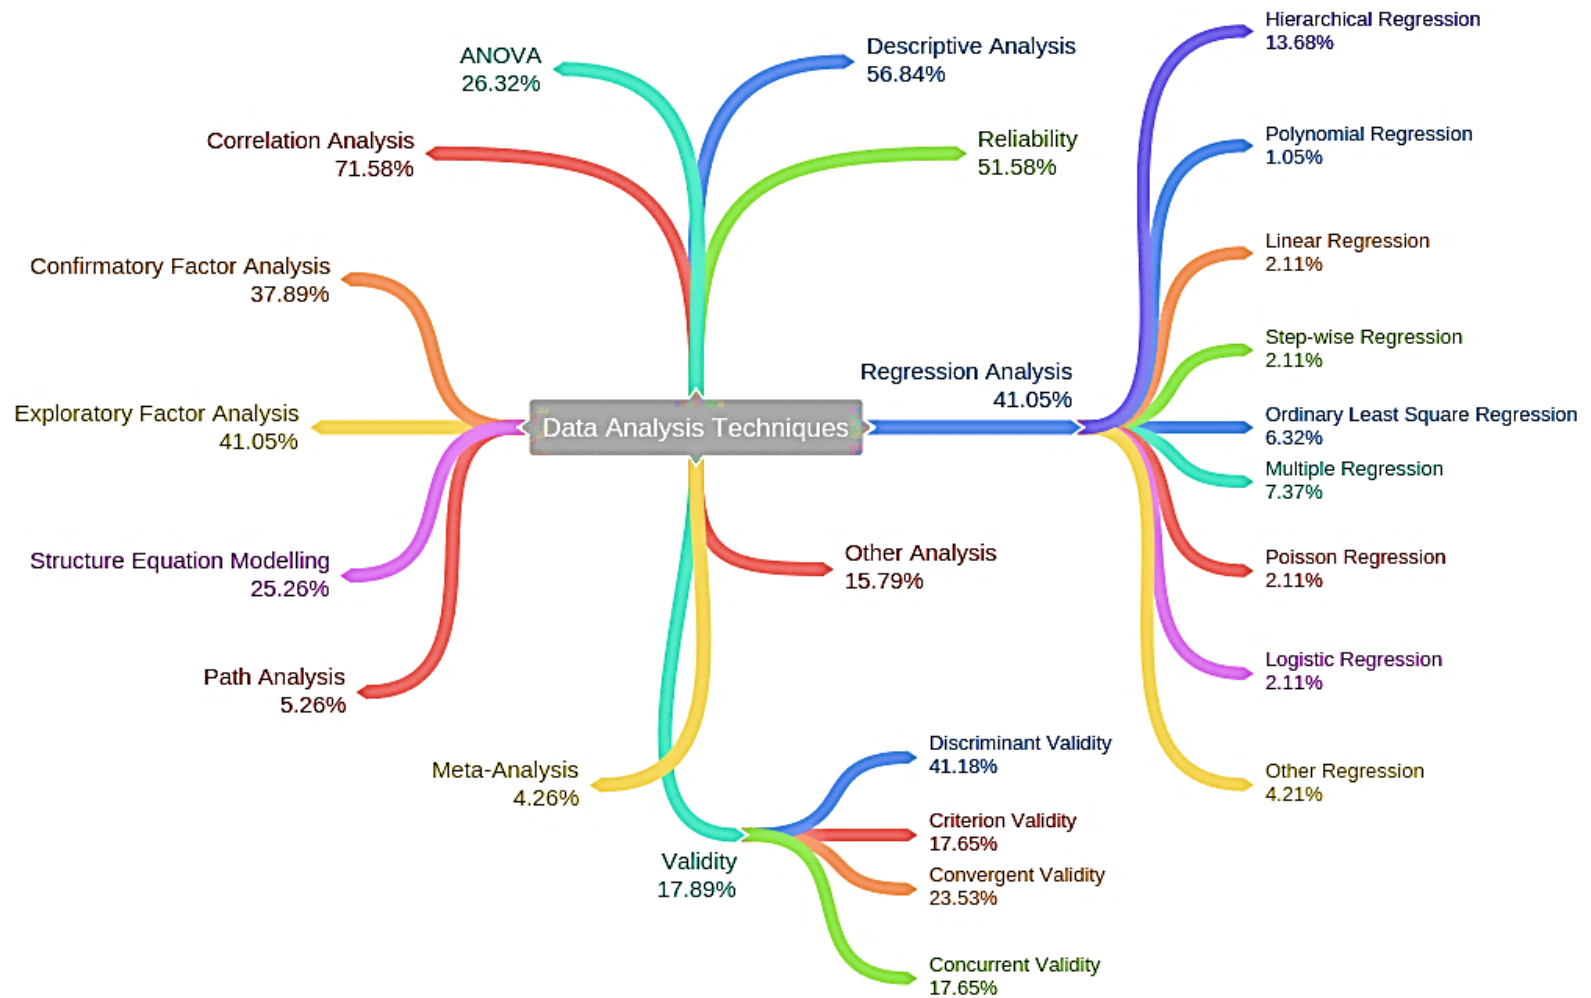 ANOVA
26.32%
Descriptive Analysis
56.84%
Correlation Analysis
71.58%
Reliability
51.58%
Confirmatory Factor Analysis
37.89%
Exploratory Factor Analysis
41.05%
Structure Equation Modelling
25.26%
Path Analysis
5.26%
Data Analysis Techniques
Regression Analysis
41.05%
Hierarchical Regression
13.68%
Polynomial Regression
1.05%
Linear Regression
2.11%
Step-wise Regression
2.11%
Ordinary Least Square Regression
6.32%
Multiple Regression
7.37%
Poisson Regression
2.11%
Logistic Regression
2.11%
Other Regression
4.21%
Other Analysis
15.79%
Meta-Analysis
4.26%
Validity
17.89%
Discriminant Validity
41.18%
Criterion Validity
17.65%
Convergent Validity
23.53%
Concurrent Validity
17.65%